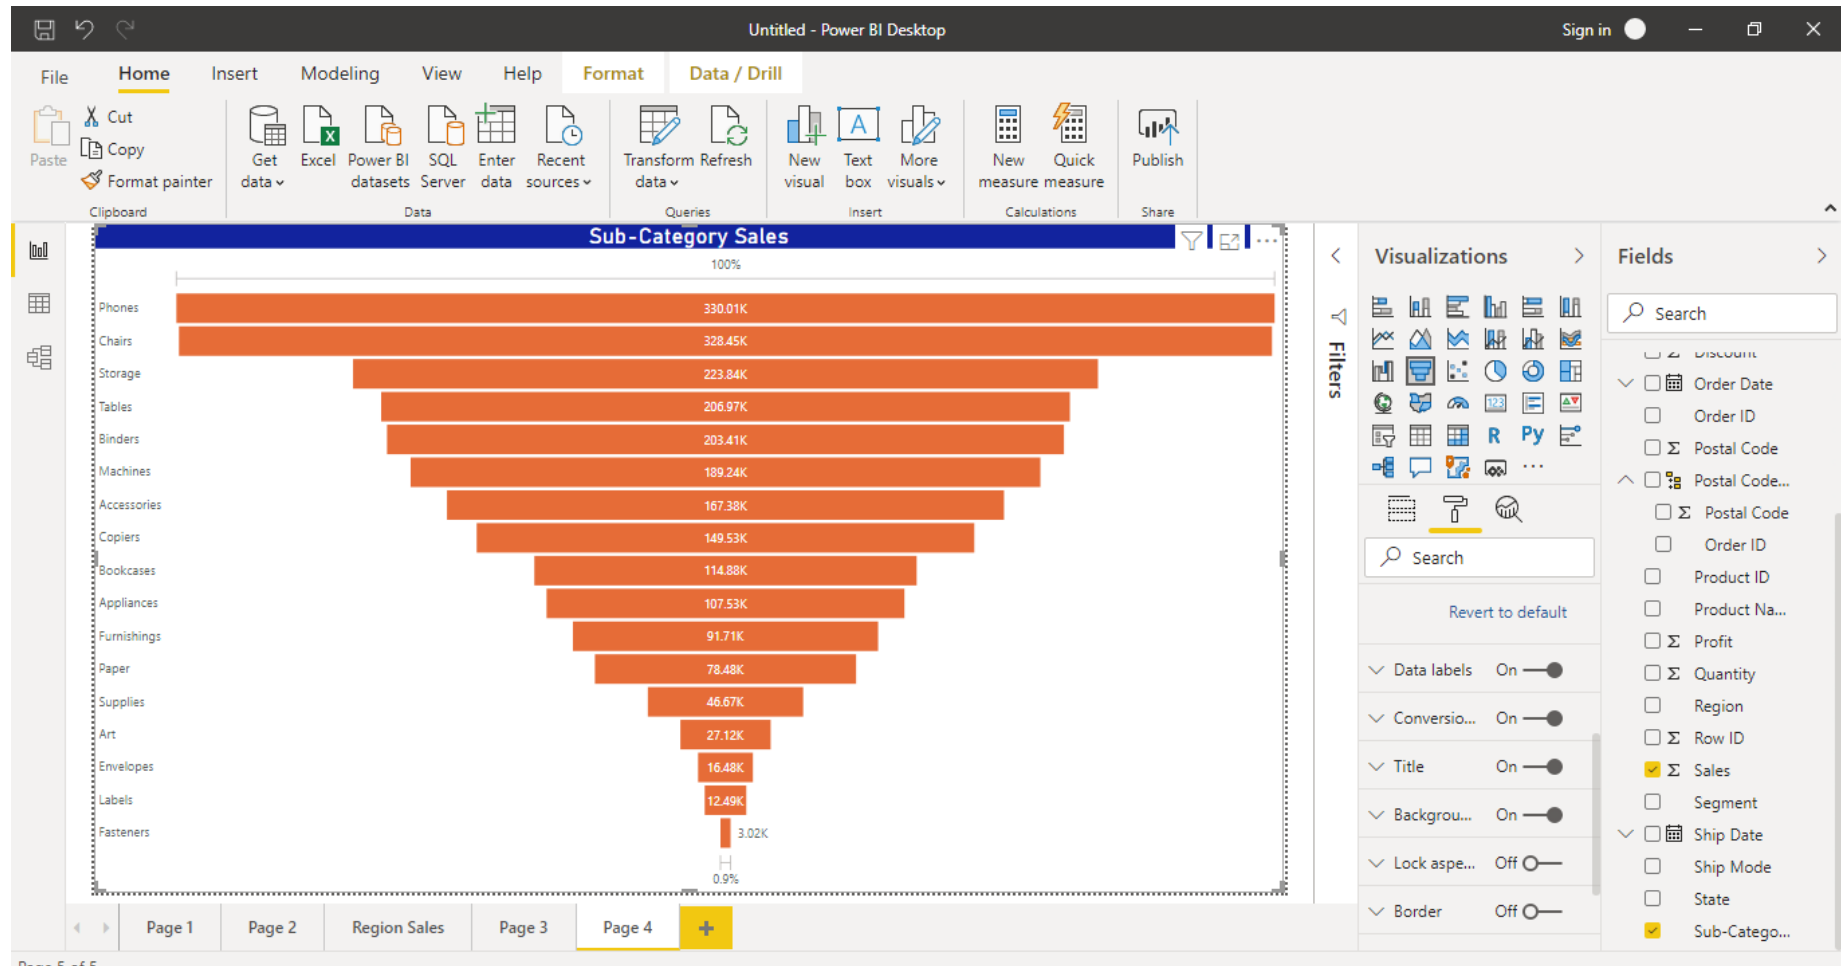 Untitled - Power BI Desktop
Sign in
File Home Insert Modeling View Help Format Data / Drill
Paste
Cut
Copy
Format painter
Clipboard
Get data
Excel
Power BI datasets
SQL Server
Enter data
Recent sources
Data
Transform data
Refresh
Queries
New visual
Text box
More visuals
Insert
New measure
Quick measure
Calculations
Publish
Share
Sub-Category Sales
100%
Phones 330.01K
Chairs 328.45K
Storage 223.84K
Tables 206.97K
Binders 203.41K
Machines 189.24K
Accessories 167.38K
Copiers 149.53K
Bookcases 114.88K
Appliances 107.53K
Furnishings 91.71K
Paper 78.48K
Supplies 46.67K
Art 27.12K
Envelopes 16.48K
Labels 12.49K
Fasteners 3.02K
0.9%
Filters
Visualizations
123
R Py
Search
Revert to default
Data labels On
Conversio... On
Title On
Backgrou... On
Lock aspe... Off
Border Off
Fields
Search
Discount
Order Date
Order ID
Postal Code
Postal Code...
Postal Code
Order ID
Product ID
Product Na...
Profit
Quantity
Region
Row ID
Sales
Segment
Ship Date
Ship Mode
State
Sub-Catego...
Page 1 Page 2 Region Sales Page 3 Page 4
Page 5 of 5